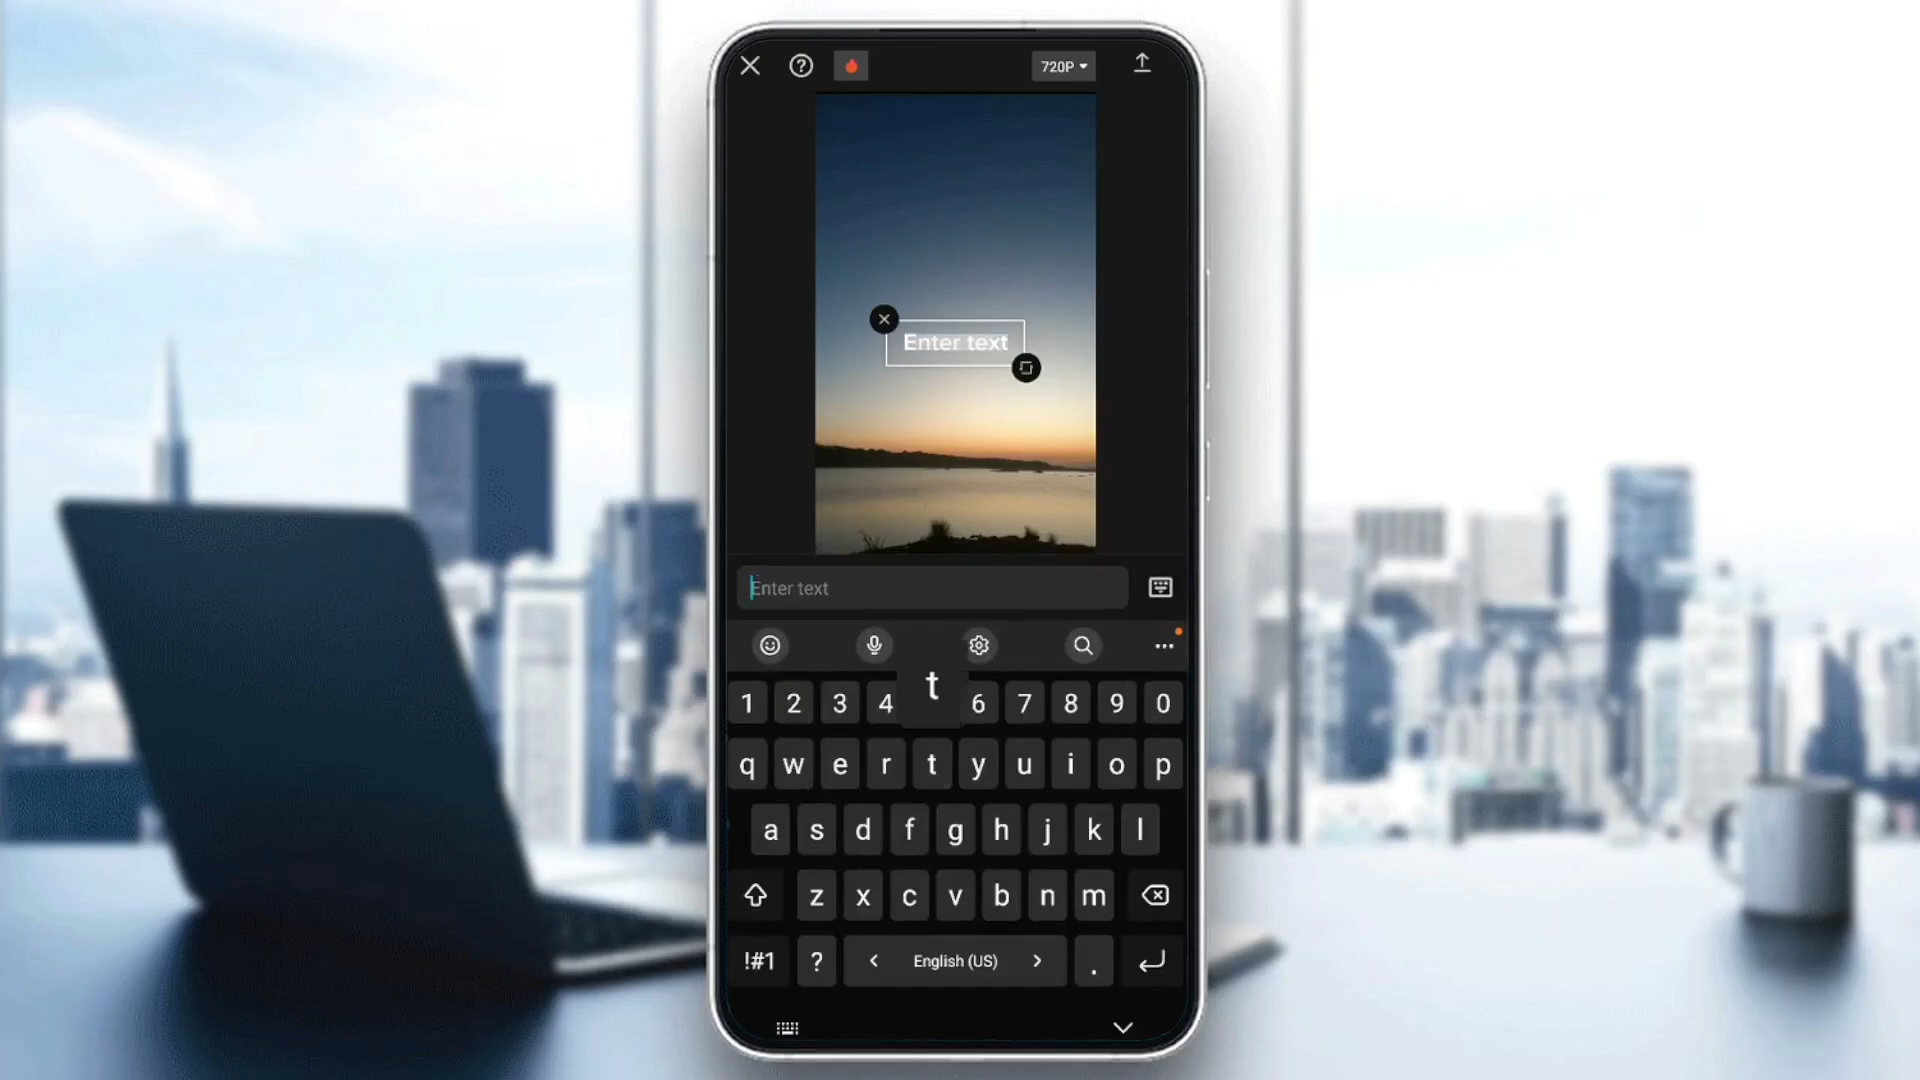 720P
Enter text
Enter text
t
1 2 3 4 6 7 8 9 0
q w e r t y u i o p
a s d f g h j k l
z x c v b n m
!#1 ? < English (US) > .